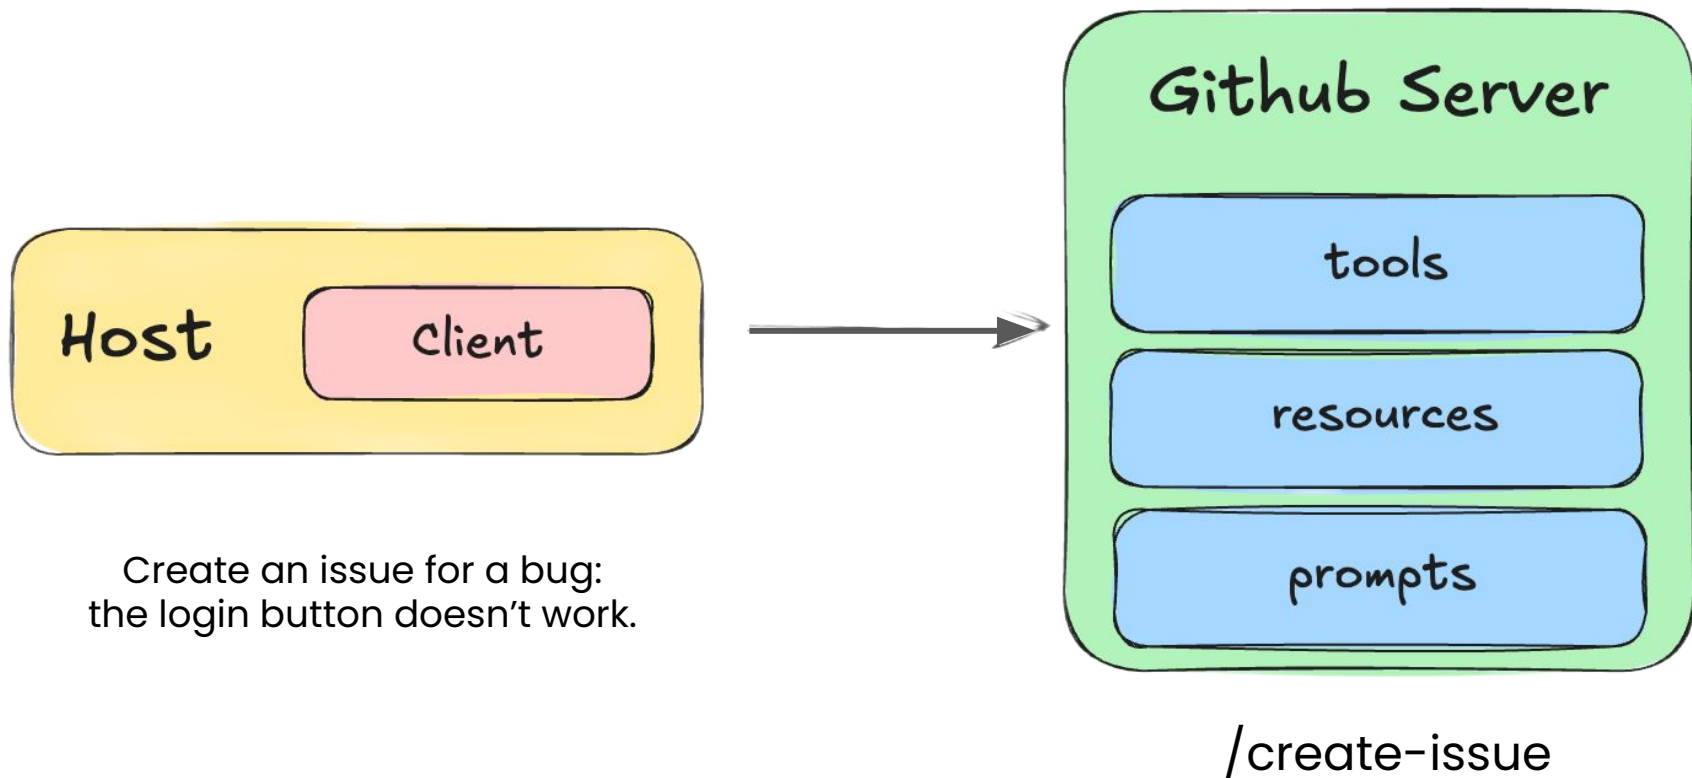 Host
Client
Create an issue for a bug:
the login button doesn’t work.
Github Server
tools
resources
prompts
/create-issue